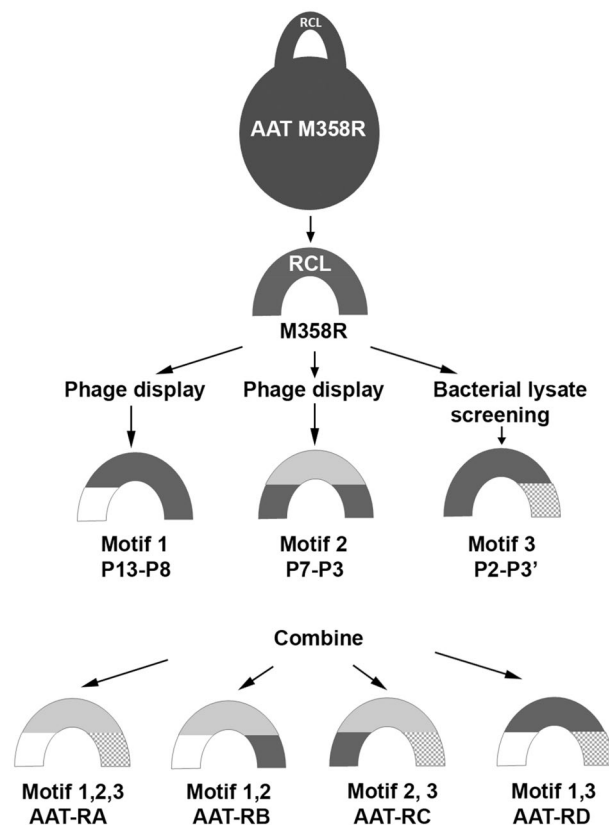 RCL
AAT M358R
RCL
M358R
Phage display
Phage display
Bacterial lysate
screening
Motif 1
P13-P8
Motif 2
P7-P3
Motif 3
P2-P3’
Combine
Motif 1,2,3
AAT-RA
Motif 1,2
AAT-RB
Motif 2, 3
AAT-RC
Motif 1,3
AAT-RD